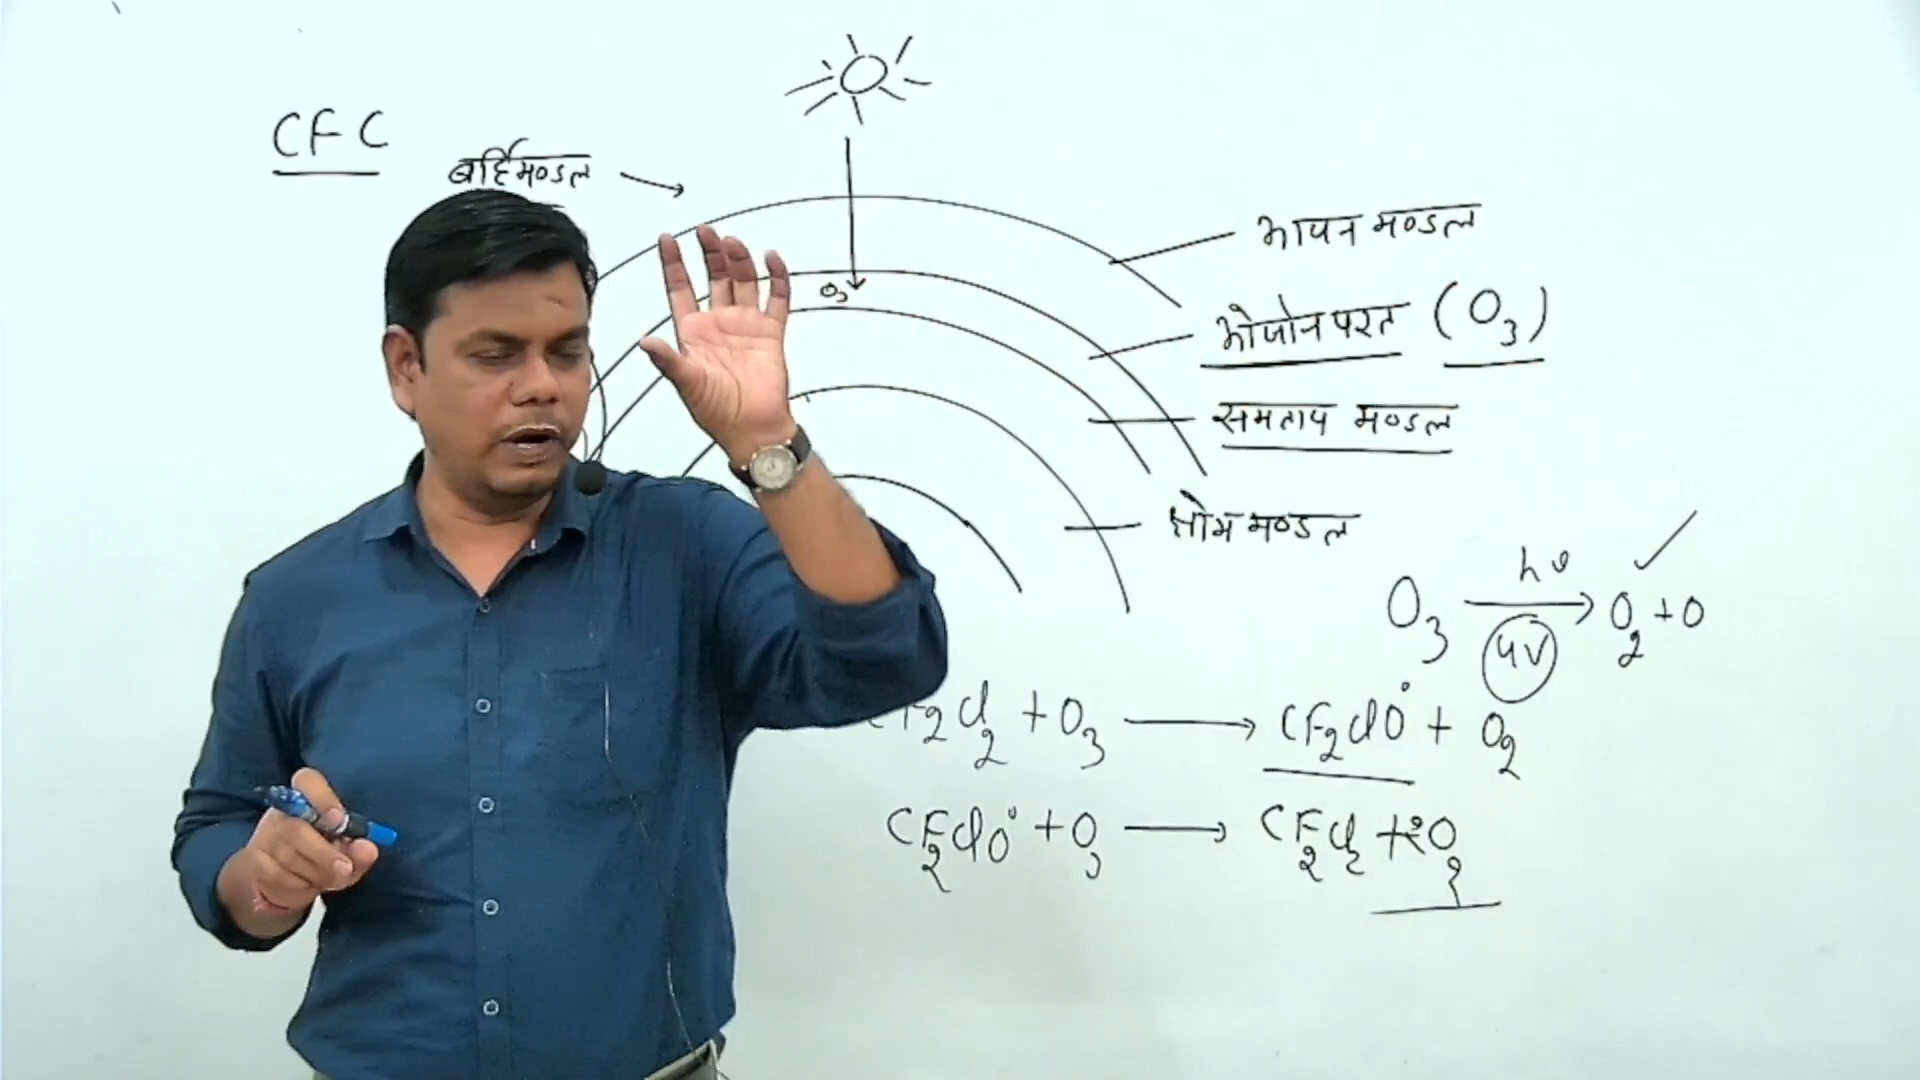 CFC
बर्हिमण्डल
आयन मण्डल
O3
ओजोन परत (O3)
समताप मण्डल
क्षोभ मण्डल
O3 hν UV → O2 + O ✓
F2Cl2 + O3 → CF2ClO• + O2
CF2ClO• + O3 → CF2Cl2 + 2O2